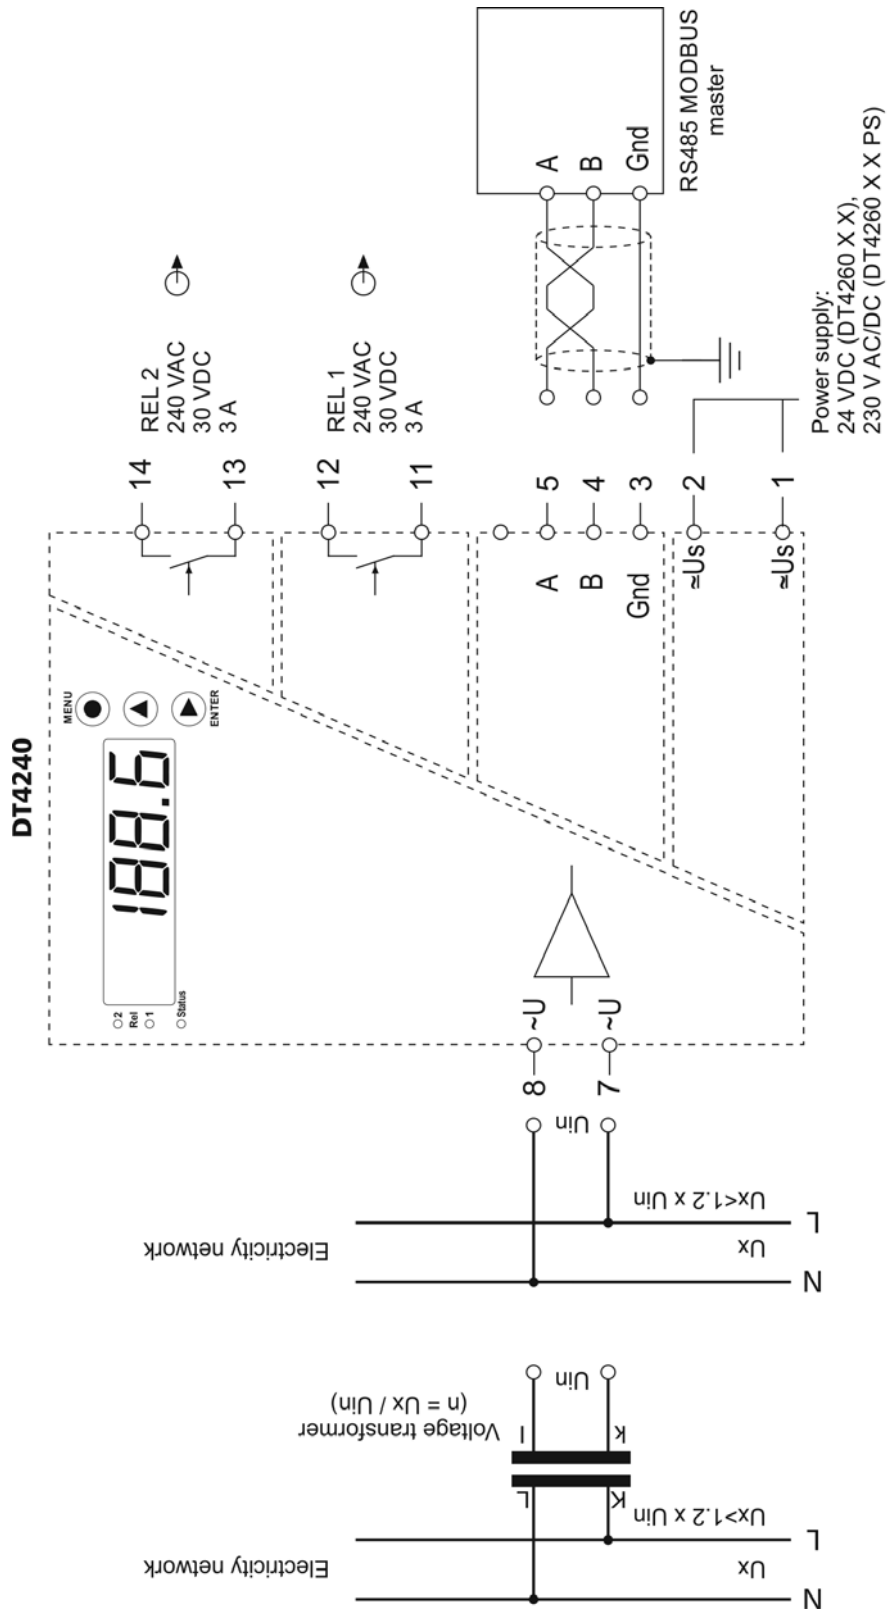 DT4240
MENU
ENTER
188.6
2
Rel
1
Status
14
13
REL 2
240 VAC
30 VDC
3 A
12
11
REL 1
240 VAC
30 VDC
3 A
A
B
Gnd
5
4
3
A
B
Gnd
RS485 MODBUS
master
≃Us
≃Us
2
1
Power supply:
24 VDC (DT4260 X X),
230 V AC/DC (DT4260 X X PS)
~U
~U
8
7
Uin
Electricity network
Ux<1.2 x Uin
L
Ux
N
Uin
Voltage transformer
(n = Ux / Uin)
l
K
L
K
Electricity network
Ux>1.2 x Uin
L
Ux
N